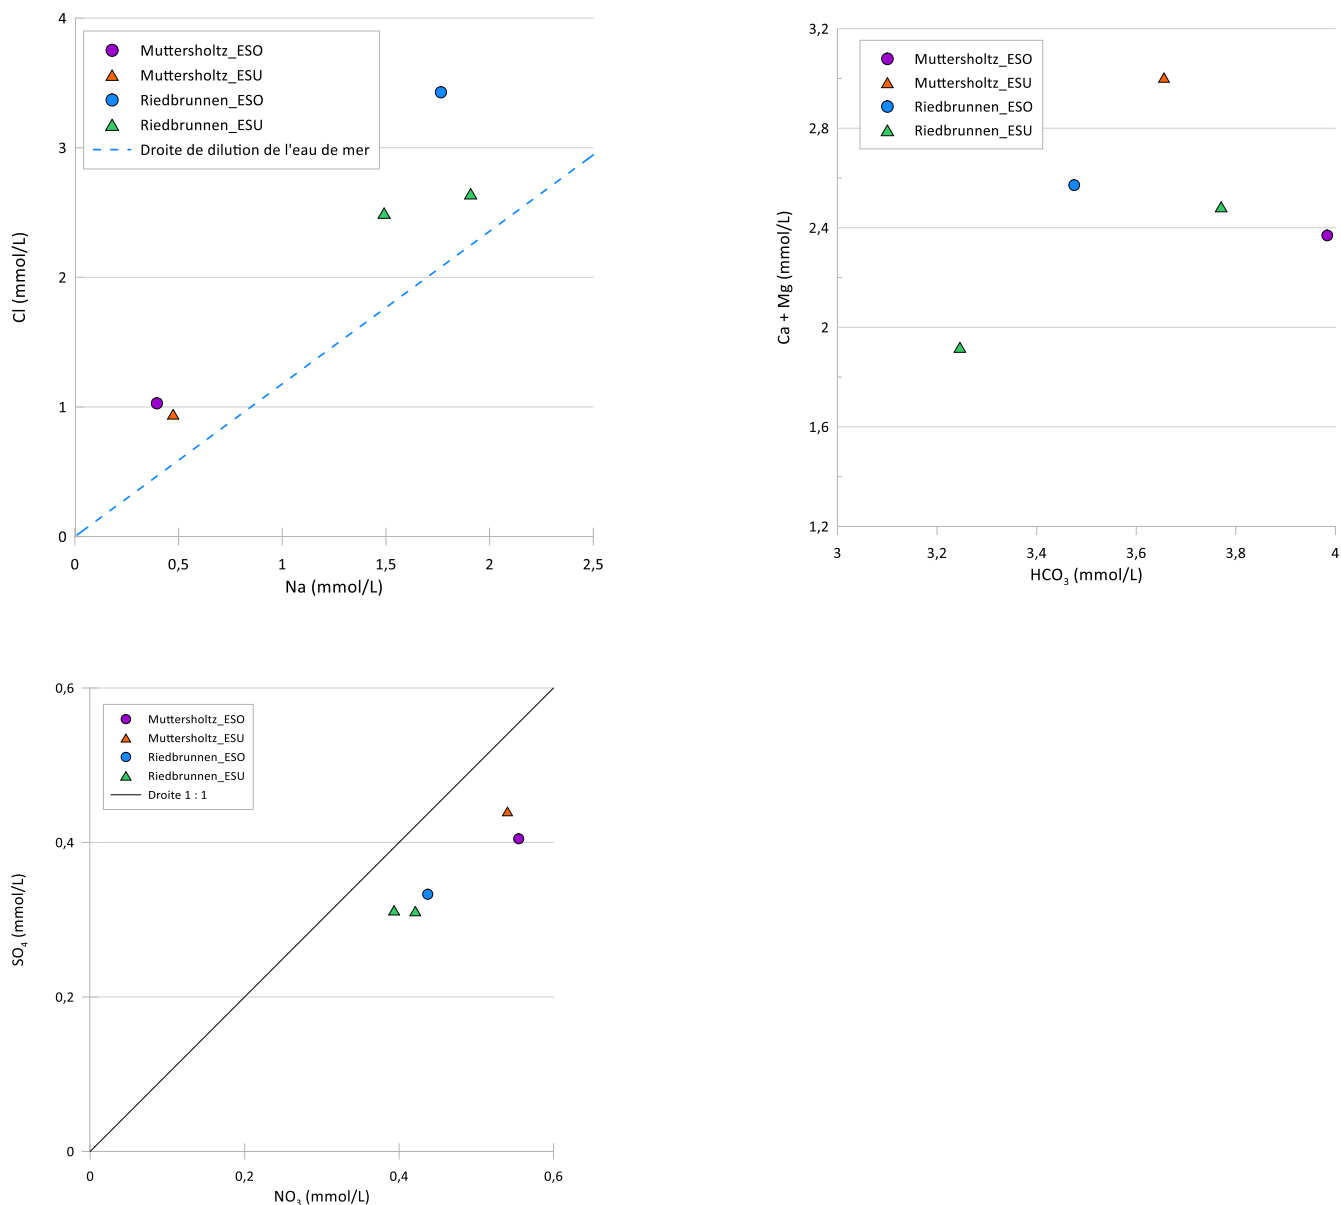 4
3
2
1
0
Cl (mmol/L)
Muttersholtz_ESO
Muttersholtz_ESU
Riedbrunnen_ESO
Riedbrunnen_ESU
Droite de dilution de l'eau de mer
0 0,5 1 1,5 2 2,5
Na (mmol/L)
3,2
2,8
2,4
2
1,6
1,2
Ca + Mg (mmol/L)
Muttersholtz_ESO
Muttersholtz_ESU
Riedbrunnen_ESO
Riedbrunnen_ESU
3 3,2 3,4 3,6 3,8 4
HCO3 (mmol/L)
0,6
0,4
0,2
0
SO4 (mmol/L)
Muttersholtz_ESO
Muttersholtz_ESU
Riedbrunnen_ESO
Riedbrunnen_ESU
Droite 1 : 1
0 0,2 0,4 0,6
NO3 (mmol/L)